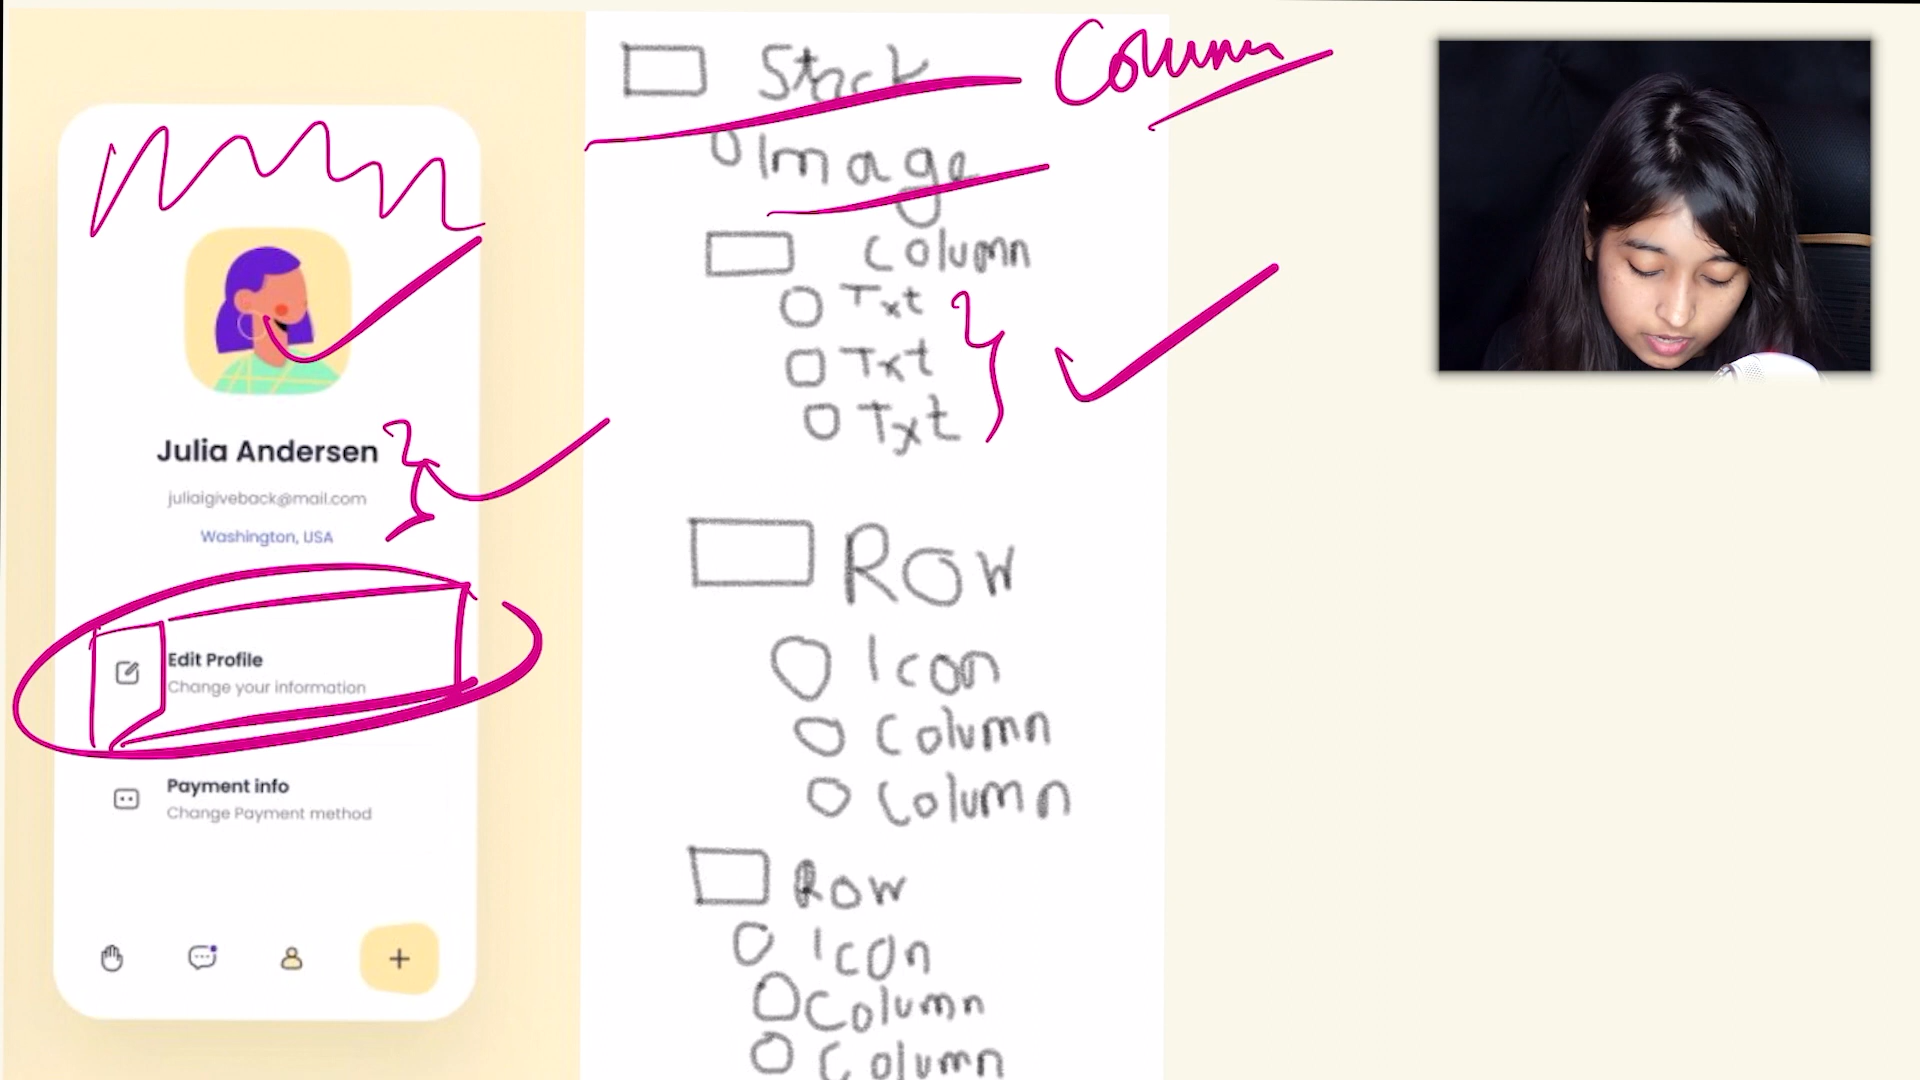 Julia Andersen
juliaigiveback@mail.com
Washington, USA
Edit Profile
Change your information
Payment info
Change Payment method
Stack
Column
Image
Column
Txt
Txt
Txt
Row
Icon
Column
Column
Row
Icon
Column
Column